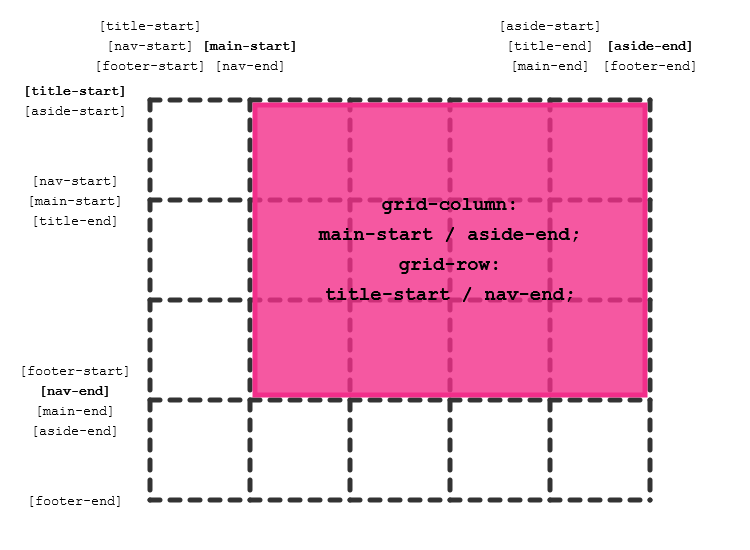 [title-start] [aside-start]
[nav-start] [main-start] [title-end] [aside-end]
[footer-start] [nav-end] [main-end] [footer-end]
[title-start]
[aside-start]
[nav-start]
[main-start]
[title-end]
grid-column:
main-start / aside-end;
grid-row:
title-start / nav-end;
[footer-start]
[nav-end]
[main-end]
[aside-end]
[footer-end]